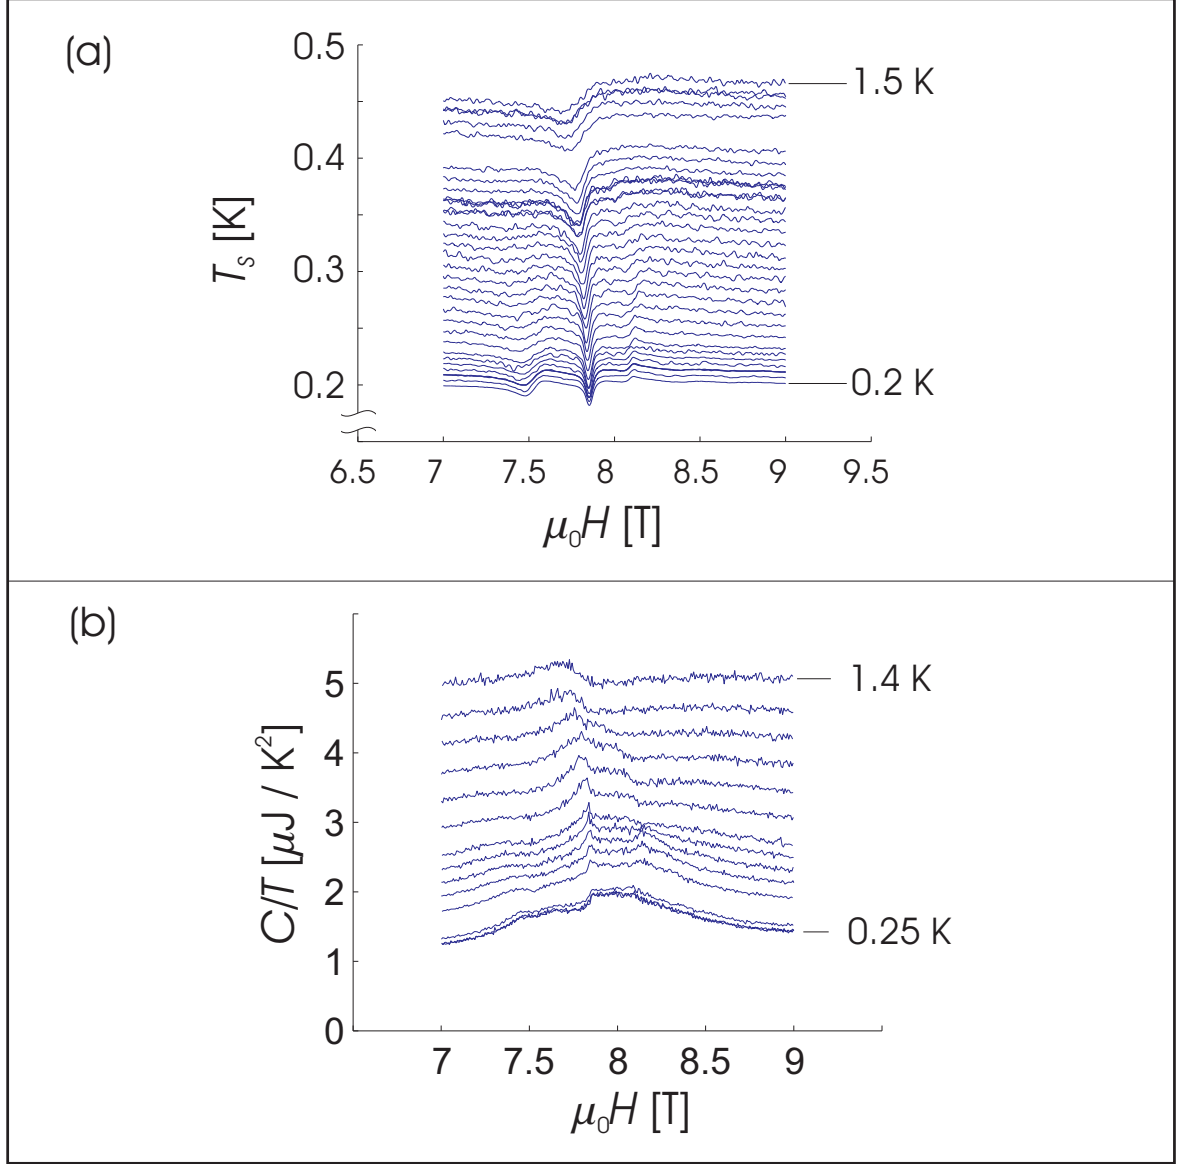 (a)
0.5
0.4
0.3
0.2
T_s [K]
1.5 K
0.2 K
6.5 7 7.5 8 8.5 9 9.5
μ₀H [T]
(b)
5
4
3
2
1
0
C/T [μJ / K²]
1.4 K
0.25 K
7 7.5 8 8.5 9
μ₀H [T]